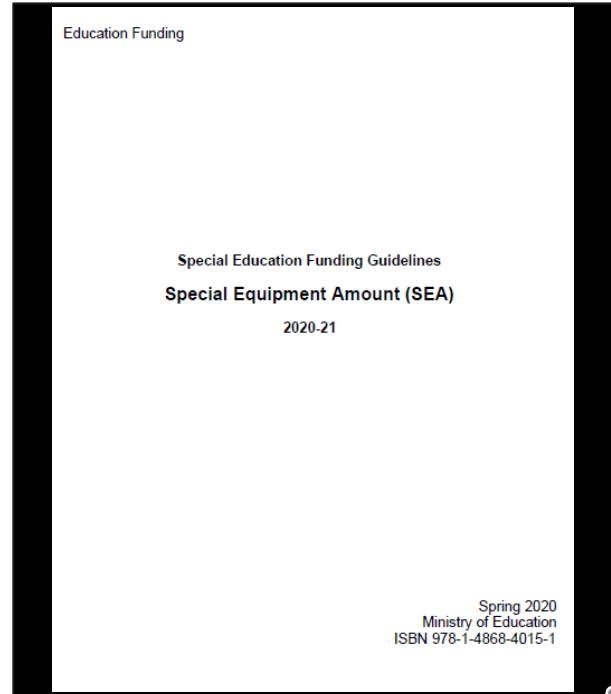 Education Funding
Special Education Funding Guidelines
Special Equipment Amount (SEA)
2020-21
Spring 2020
Ministry of Education
ISBN 978-1-4868-4015-1